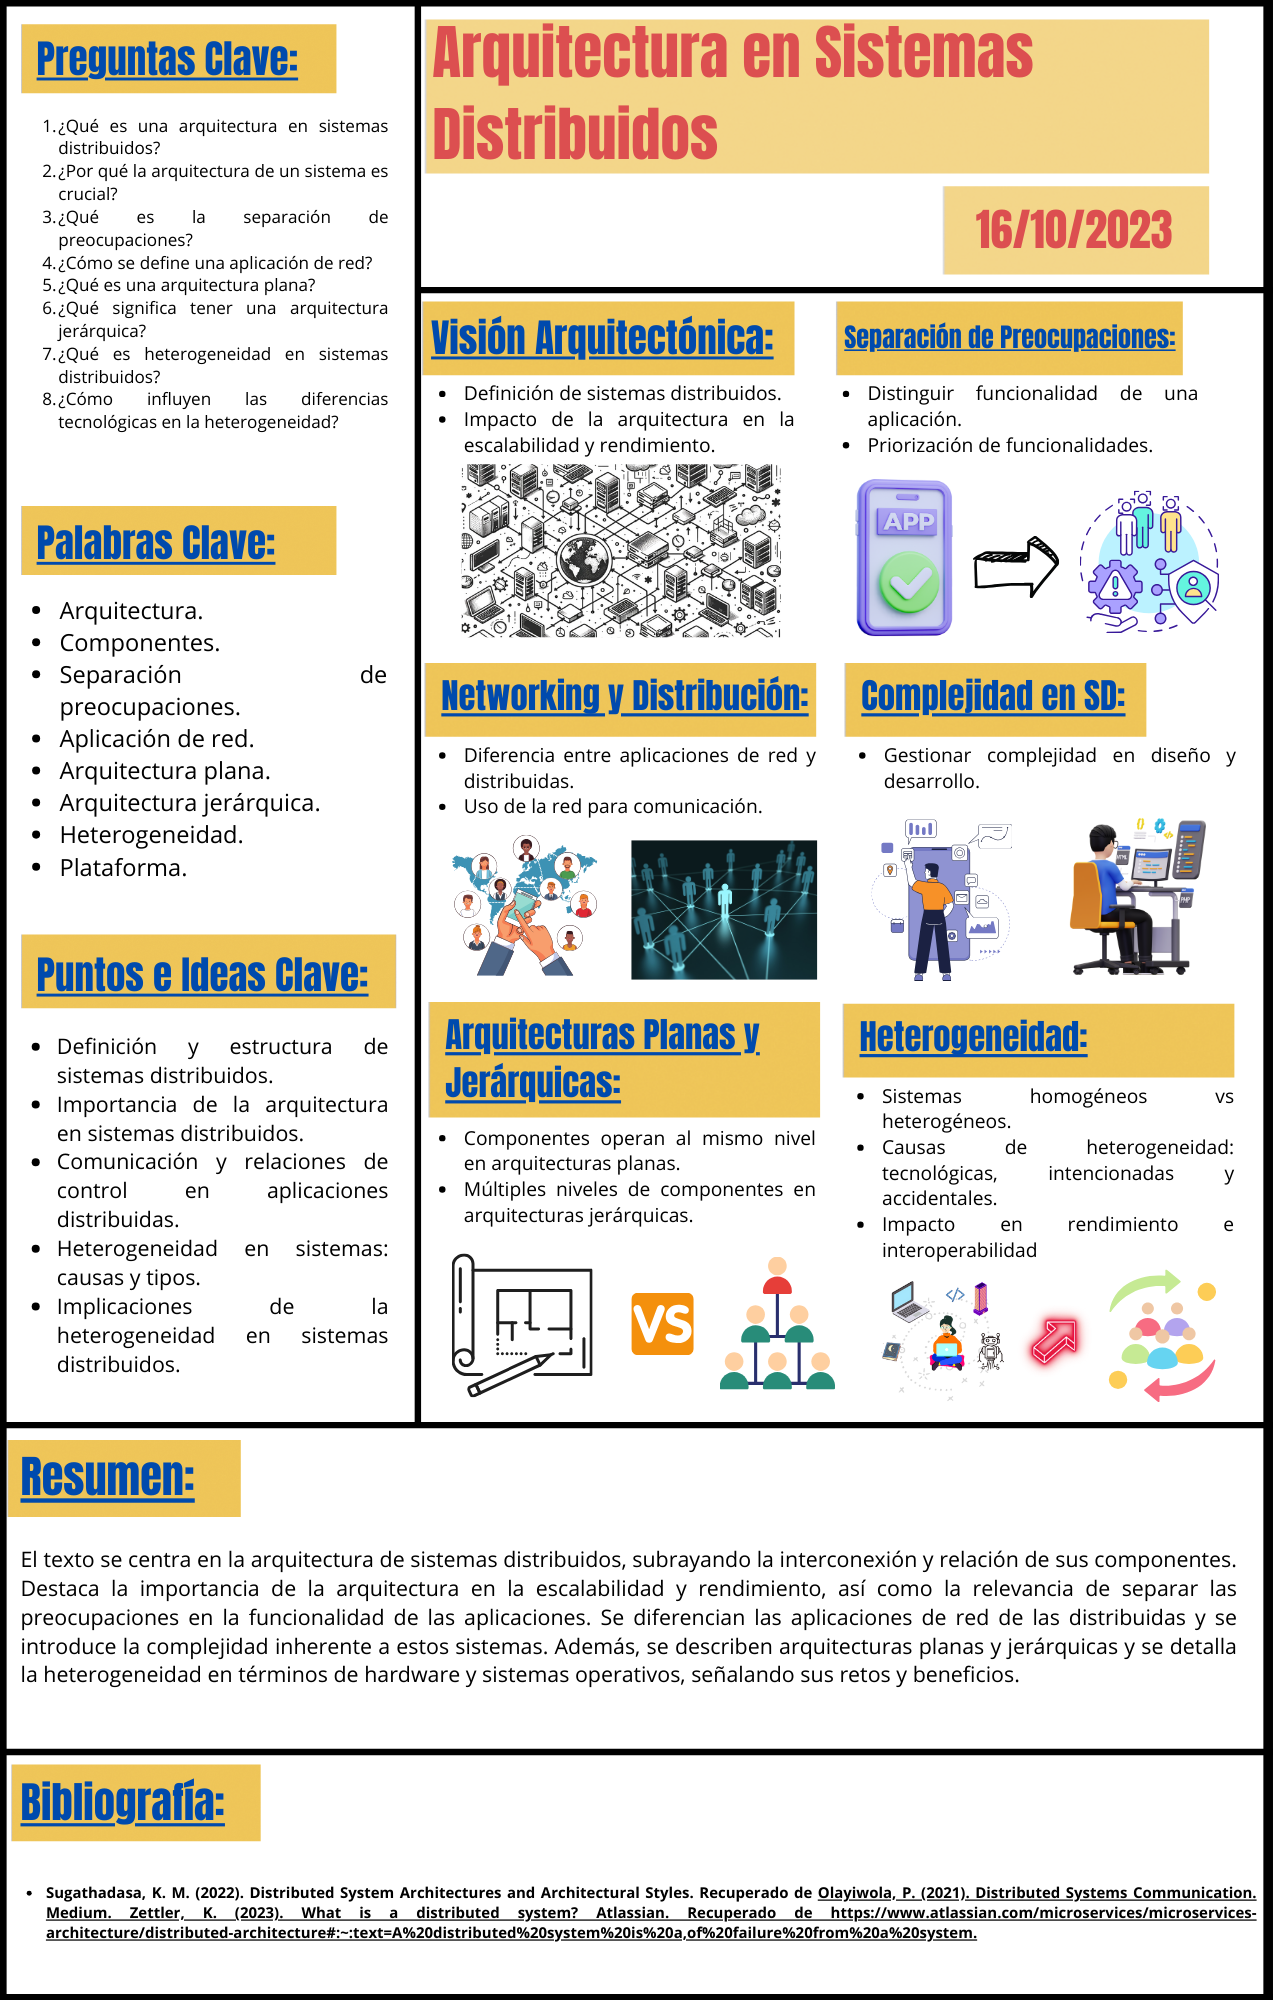 Preguntas Clave:
1. ¿Qué es una arquitectura en sistemas
distribuidos?
2. ¿Por qué la arquitectura de un sistema es
crucial?
3. ¿Qué es la separación de
preocupaciones?
4. ¿Cómo se define una aplicación de red?
5. ¿Qué es una arquitectura plana?
6. ¿Qué significa tener una arquitectura
jerárquica?
7. ¿Qué es heterogeneidad en sistemas
distribuidos?
8. ¿Cómo influyen las diferencias
tecnológicas en la heterogeneidad?
Palabras Clave:
• Arquitectura.
• Componentes.
• Separación de
preocupaciones.
• Aplicación de red.
• Arquitectura plana.
• Arquitectura jerárquica.
• Heterogeneidad.
• Plataforma.
Puntos e Ideas Clave:
• Definición y estructura de
sistemas distribuidos.
• Importancia de la arquitectura
en sistemas distribuidos.
• Comunicación y relaciones de
control en aplicaciones
distribuidas.
• Heterogeneidad en sistemas:
causas y tipos.
• Implicaciones de la
heterogeneidad en sistemas
distribuidos.
Arquitectura en Sistemas
Distribuidos
16/10/2023
Visión Arquitectónica:
• Definición de sistemas distribuidos.
• Impacto de la arquitectura en la
escalabilidad y rendimiento.
Separación de Preocupaciones:
• Distinguir funcionalidad de una
aplicación.
• Priorización de funcionalidades.
APP
Networking y Distribución:
• Diferencia entre aplicaciones de red y
distribuidas.
• Uso de la red para comunicación.
Complejidad en SD:
• Gestionar complejidad en diseño y
desarrollo.
HTML
PHP
Arquitecturas Planas y
Jerárquicas:
• Componentes operan al mismo nivel
en arquitecturas planas.
• Múltiples niveles de componentes en
arquitecturas jerárquicas.
VS
Heterogeneidad:
• Sistemas homogéneos vs
heterogéneos.
• Causas de heterogeneidad:
tecnológicas, intencionadas y
accidentales.
• Impacto en rendimiento e
interoperabilidad
</>
Resumen:
El texto se centra en la arquitectura de sistemas distribuidos, subrayando la interconexión y relación de sus componentes.
Destaca la importancia de la arquitectura en la escalabilidad y rendimiento, así como la relevancia de separar las
preocupaciones en la funcionalidad de las aplicaciones. Se diferencian las aplicaciones de red de las distribuidas y se
introduce la complejidad inherente a estos sistemas. Además, se describen arquitecturas planas y jerárquicas y se detalla
la heterogeneidad en términos de hardware y sistemas operativos, señalando sus retos y beneficios.
Bibliografía:
• Sugathadasa, K. M. (2022). Distributed System Architectures and Architectural Styles. Recuperado de Olayiwola, P. (2021). Distributed Systems Communication.
Medium. Zettler, K. (2023). What is a distributed system? Atlassian. Recuperado de https://www.atlassian.com/microservices/microservices-
architecture/distributed-architecture#:~:text=A%20distributed%20system%20is%20a,of%20failure%20from%20a%20system.